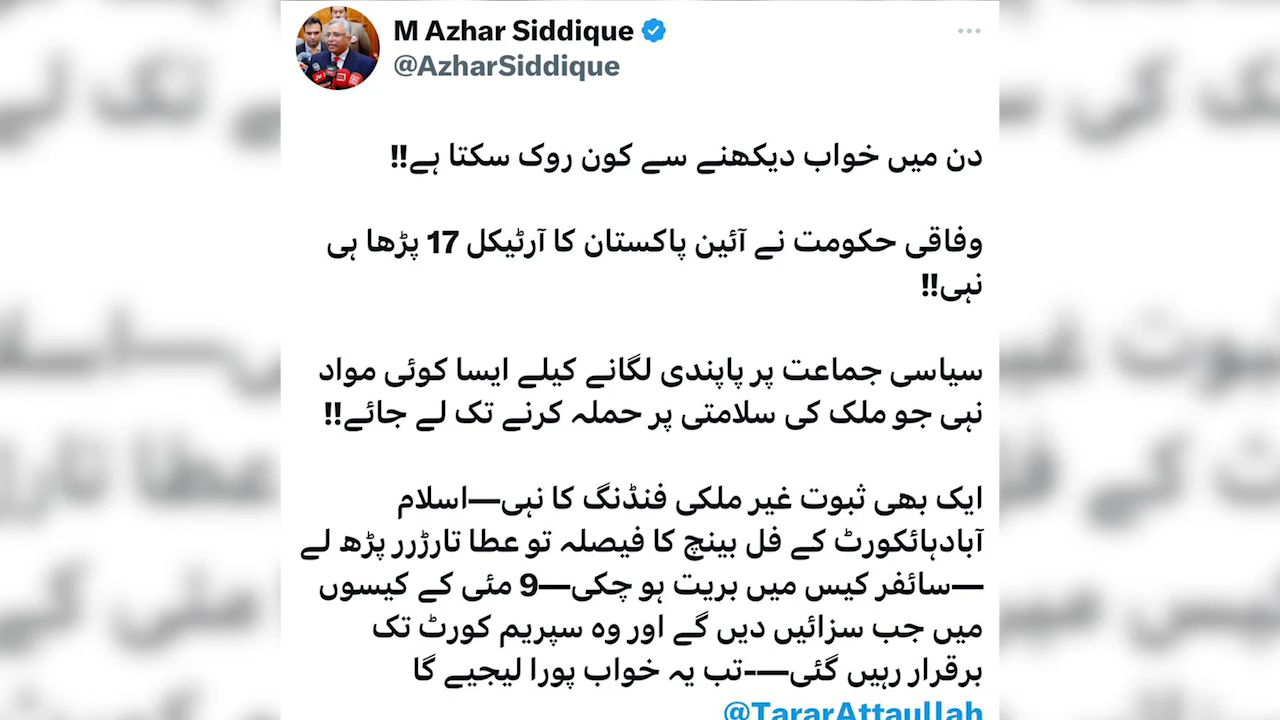 M Azhar Siddique
@AzharSiddique
دن میں خواب دیکھنے سے کون روک سکتا ہے!!
وفاقی حکومت نے آئین پاکستان کا آرٹیکل 17 پڑھا ہی
نہی!!
سیاسی جماعت پر پاپندی لگانے کیلے ایسا کوئی مواد
نہی جو ملک کی سلامتی پر حملہ کرنے تک لے جائے!!
ایک بھی ثبوت غیر ملکی فنڈنگ کا نہی—اسلام
آبادہائکورٹ کے فل بینچ کا فیصلہ تو عطا تارڑرر پڑھ لے
—سائفر کیس میں بریت ہو چکی—9 مئی کے کیسوں
میں جب سزائیں دیں گے اور وہ سپریم کورٹ تک
برقرار رہیں گئی—-تب یہ خواب پورا لیجیے گا
@TararAttaullah